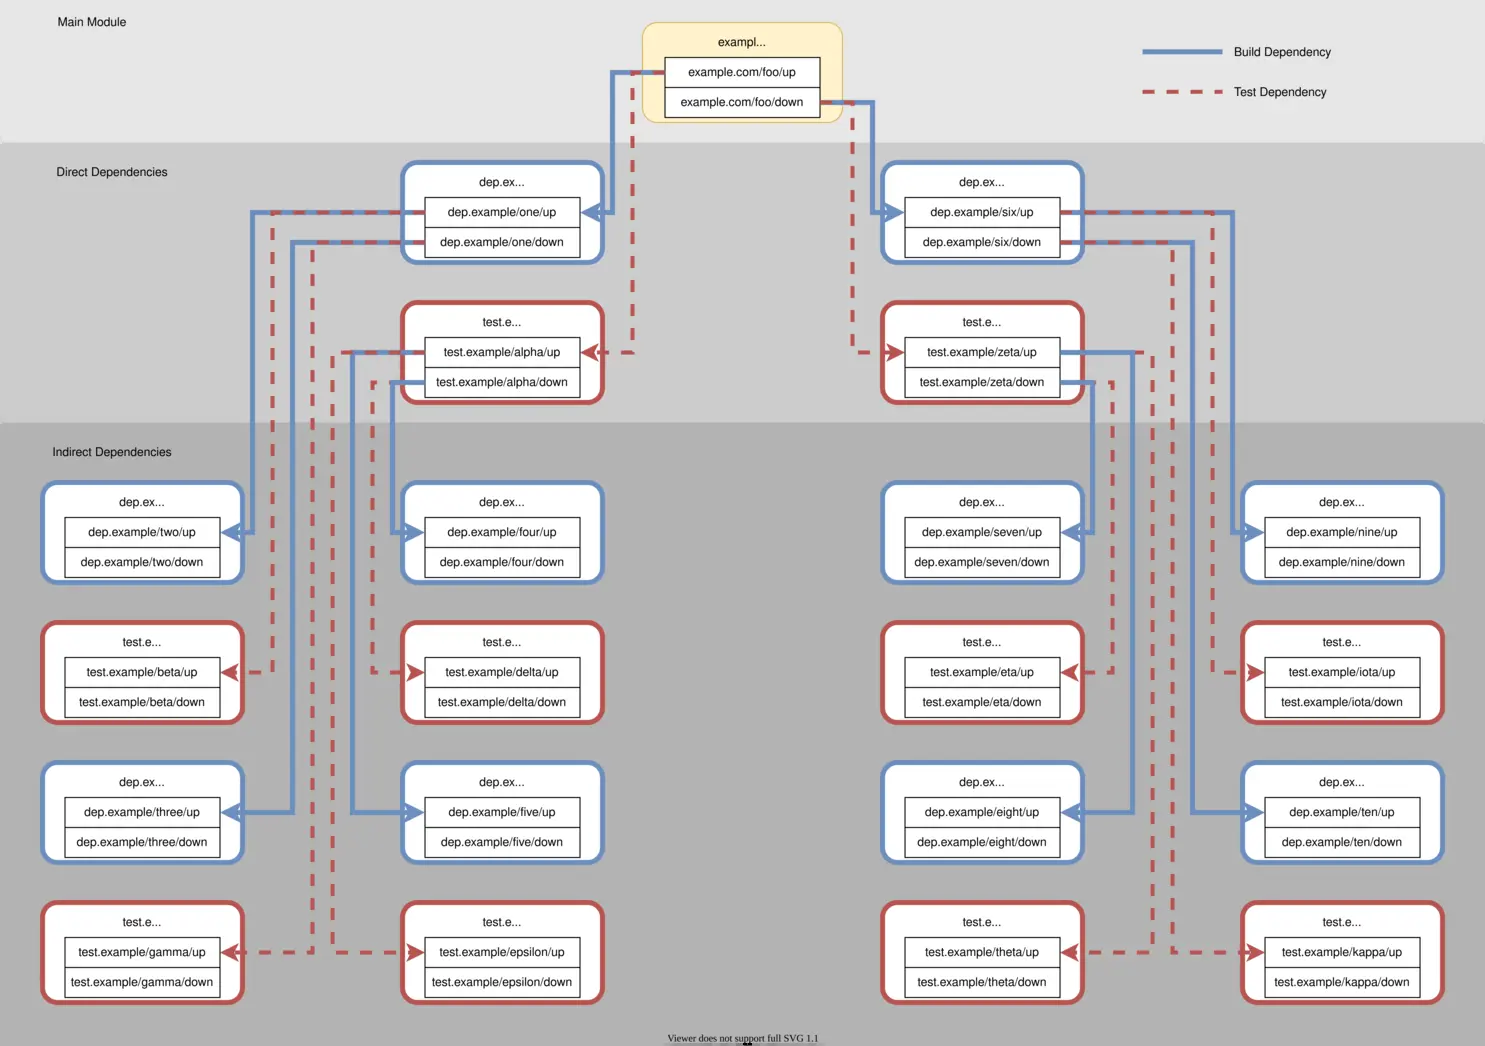 Main Module
exampl...
example.com/foo/up
example.com/foo/down
Build Dependency
Test Dependency
Direct Dependencies
dep.ex...
dep.example/one/up
dep.example/one/down
dep.ex...
dep.example/six/up
dep.example/six/down
test.e...
test.example/alpha/up
test.example/alpha/down
test.e...
test.example/zeta/up
test.example/zeta/down
Indirect Dependencies
dep.ex...
dep.example/two/up
dep.example/two/down
dep.ex...
dep.example/four/up
dep.example/four/down
dep.ex...
dep.example/seven/up
dep.example/seven/down
dep.ex...
dep.example/nine/up
dep.example/nine/down
test.e...
test.example/beta/up
test.example/beta/down
test.e...
test.example/delta/up
test.example/delta/down
test.e...
test.example/eta/up
test.example/eta/down
test.e...
test.example/iota/up
test.example/iota/down
dep.ex...
dep.example/three/up
dep.example/three/down
dep.ex...
dep.example/five/up
dep.example/five/down
dep.ex...
dep.example/eight/up
dep.example/eight/down
dep.ex...
dep.example/ten/up
dep.example/ten/down
test.e...
test.example/gamma/up
test.example/gamma/down
test.e...
test.example/epsilon/up
test.example/epsilon/down
test.e...
test.example/theta/up
test.example/theta/down
test.e...
test.example/kappa/up
test.example/kappa/down
Viewer does not support full SVG 1.1